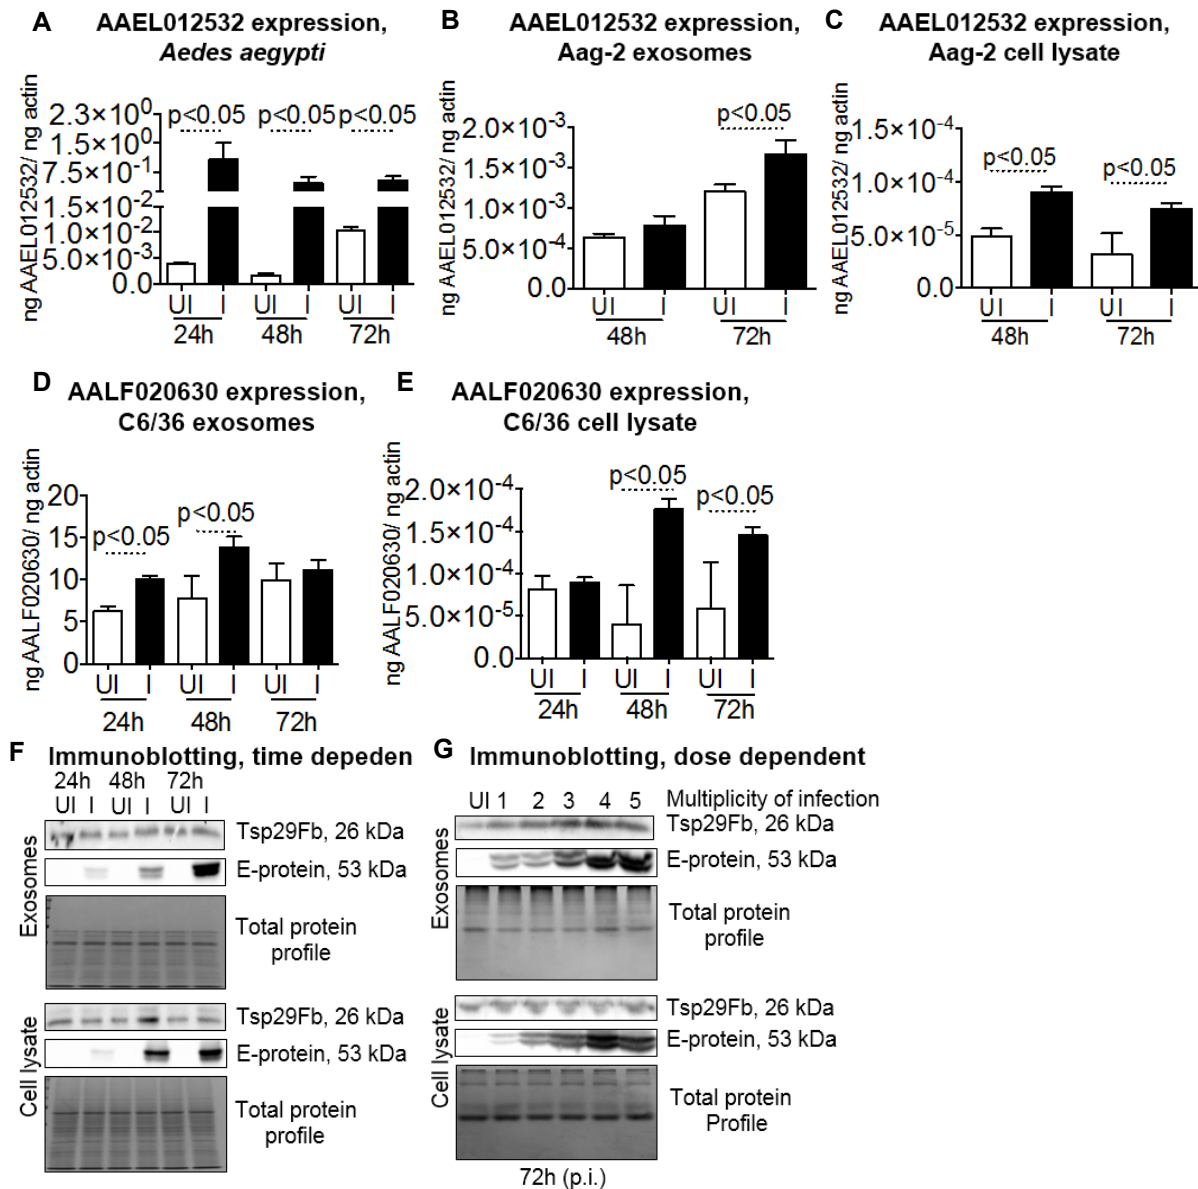 A
AAEL012532 expression,
Aedes aegypti
ng AAEL012532/ ng actin
2.3×10⁰
1.5×10⁰
7.5×10⁻¹
1.5×10⁻²
1.0×10⁻²
5.0×10⁻³
0.0
p<0.05 p<0.05 p<0.05
UI I UI I UI I
24h 48h 72h
B
AAEL012532 expression,
Aag-2 exosomes
ng AAEL012532/ ng actin
2.0×10⁻³
1.5×10⁻³
1.0×10⁻³
5.0×10⁻⁴
0.0
p<0.05
UI I UI I
48h 72h
C
AAEL012532 expression,
Aag-2 cell lysate
ng AAEL012532/ ng actin
1.5×10⁻⁴
1.0×10⁻⁴
5.0×10⁻⁵
0.0
p<0.05
p<0.05
UI I UI I
48h 72h
D
AALF020630 expression,
C6/36 exosomes
ng AALF020630/ ng actin
20
15
10
5
0
p<0.05
p<0.05
UI I UI I UI I
24h 48h 72h
E
AALF020630 expression,
C6/36 cell lysate
ng AALF020630/ ng actin
2.0×10⁻⁴
1.5×10⁻⁴
1.0×10⁻⁴
5.0×10⁻⁵
0.0
p<0.05
p<0.05
UI I UI I UI I
24h 48h 72h
F
Immunoblotting, time depeden
24h 48h 72h
UI I UI I UI I
Exosomes
Tsp29Fb, 26 kDa
E-protein, 53 kDa
Total protein
profile
Cell lysate
Tsp29Fb, 26 kDa
E-protein, 53 kDa
Total protein
profile
G
Immunoblotting, dose dependent
UI 1 2 3 4 5 Multiplicity of infection
Exosomes
Tsp29Fb, 26 kDa
E-protein, 53 kDa
Total protein
profile
Cell lysate
Tsp29Fb, 26 kDa
E-protein, 53 kDa
Total protein
Profile
72h (p.i.)